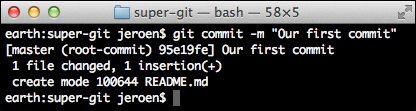 super-git — bash — 58×5
earth:super-git jeroen$ git commit -m "Our first commit"
[master (root-commit) 95e19fe] Our first commit
 1 file changed, 1 insertion(+)
 create mode 100644 README.md
earth:super-git jeroen$